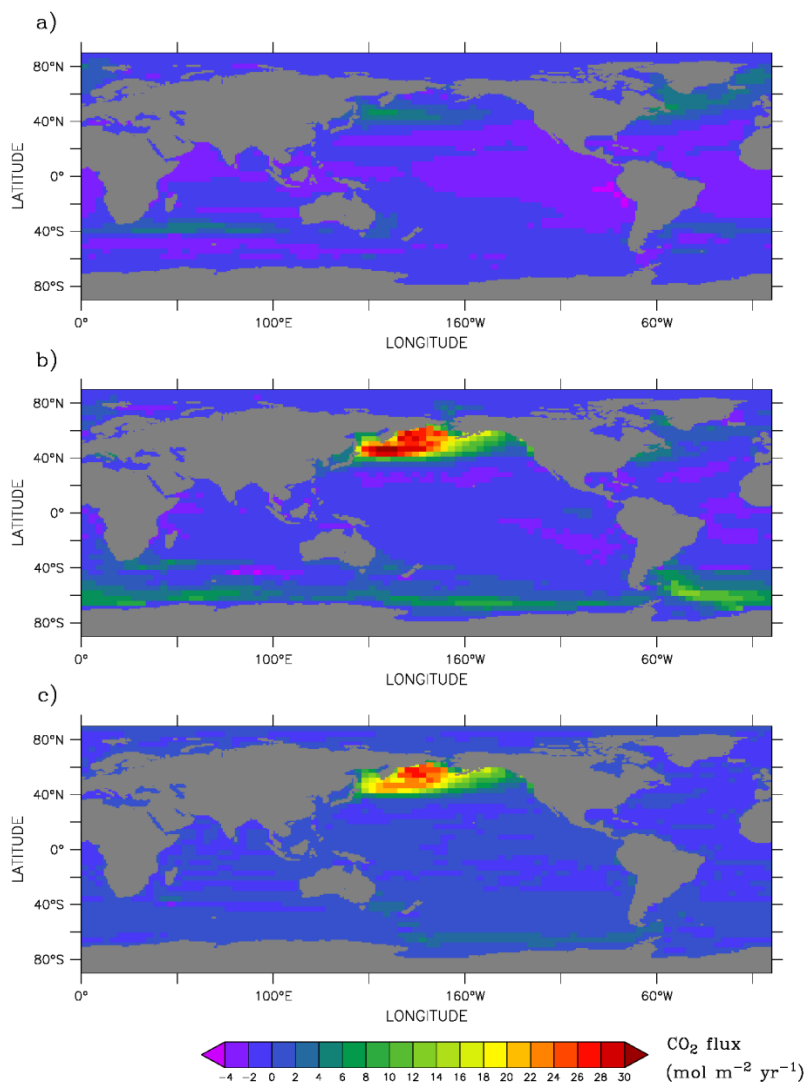 a)
80°N
40°N
0°
40°S
80°S
LATITUDE
0°
100°E
160°W
60°W
LONGITUDE
b)
80°N
40°N
0°
40°S
80°S
LATITUDE
0°
100°E
160°W
60°W
LONGITUDE
c)
80°N
40°N
0°
40°S
80°S
LATITUDE
0°
100°E
160°W
60°W
LONGITUDE
−4 −2 0 2 4 6 8 10 12 14 16 18 20 22 24 26 28 30
CO₂ flux
(mol m⁻² yr⁻¹)